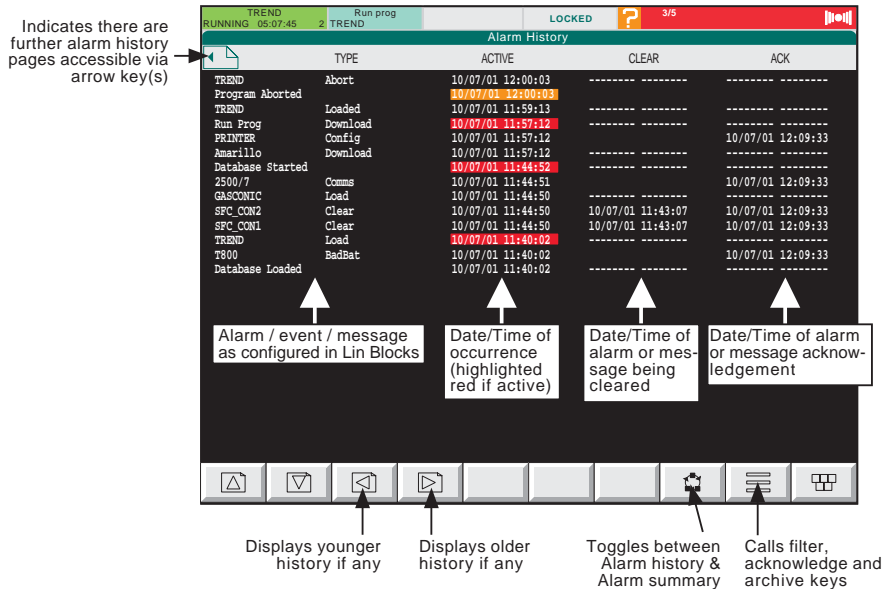 Indicates there are
further alarm history
pages accessible via
arrow key(s)
TREND
RUNNING 05:07:45 2
Run prog
TREND
LOCKED
?
3/5
Alarm History
TYPE ACTIVE CLEAR ACK
TREND Abort 10/07/01 12:00:03 -------- -------- -------- --------
Program Aborted 10/07/01 12:00:03
TREND Loaded 10/07/01 11:59:13 -------- -------- -------- --------
Run Prog Download 10/07/01 11:57:12 -------- -------- -------- --------
PRINTER Config 10/07/01 11:57:12 -------- -------- 10/07/01 12:09:33
Amarillo Download 10/07/01 11:57:12 -------- -------- -------- --------
Database Started 10/07/01 11:44:52 -------- -------- -------- --------
2500/7 Comms 10/07/01 11:44:51 -------- -------- 10/07/01 12:09:33
GASCONIC Load 10/07/01 11:44:50 -------- -------- -------- --------
SFC_CON2 Clear 10/07/01 11:44:50 10/07/01 11:43:07 10/07/01 12:09:33
SFC_CON1 Clear 10/07/01 11:44:50 10/07/01 11:43:07 10/07/01 12:09:33
TREND Load 10/07/01 11:40:02 -------- -------- -------- --------
T800 BadBat 10/07/01 11:40:02 10/07/01 12:09:33
Database Loaded 10/07/01 11:40:02 -------- -------- -------- --------
Alarm / event / message
as configured in Lin Blocks
Date/Time of
occurrence
(highlighted
red if active)
Date/Time of
alarm or mes-
sage being
cleared
Date/Time of alarm
or message acknow-
ledgement
Displays younger
history if any
Displays older
history if any
Toggles between
Alarm history &
Alarm summary
Calls filter,
acknowledge and
archive keys